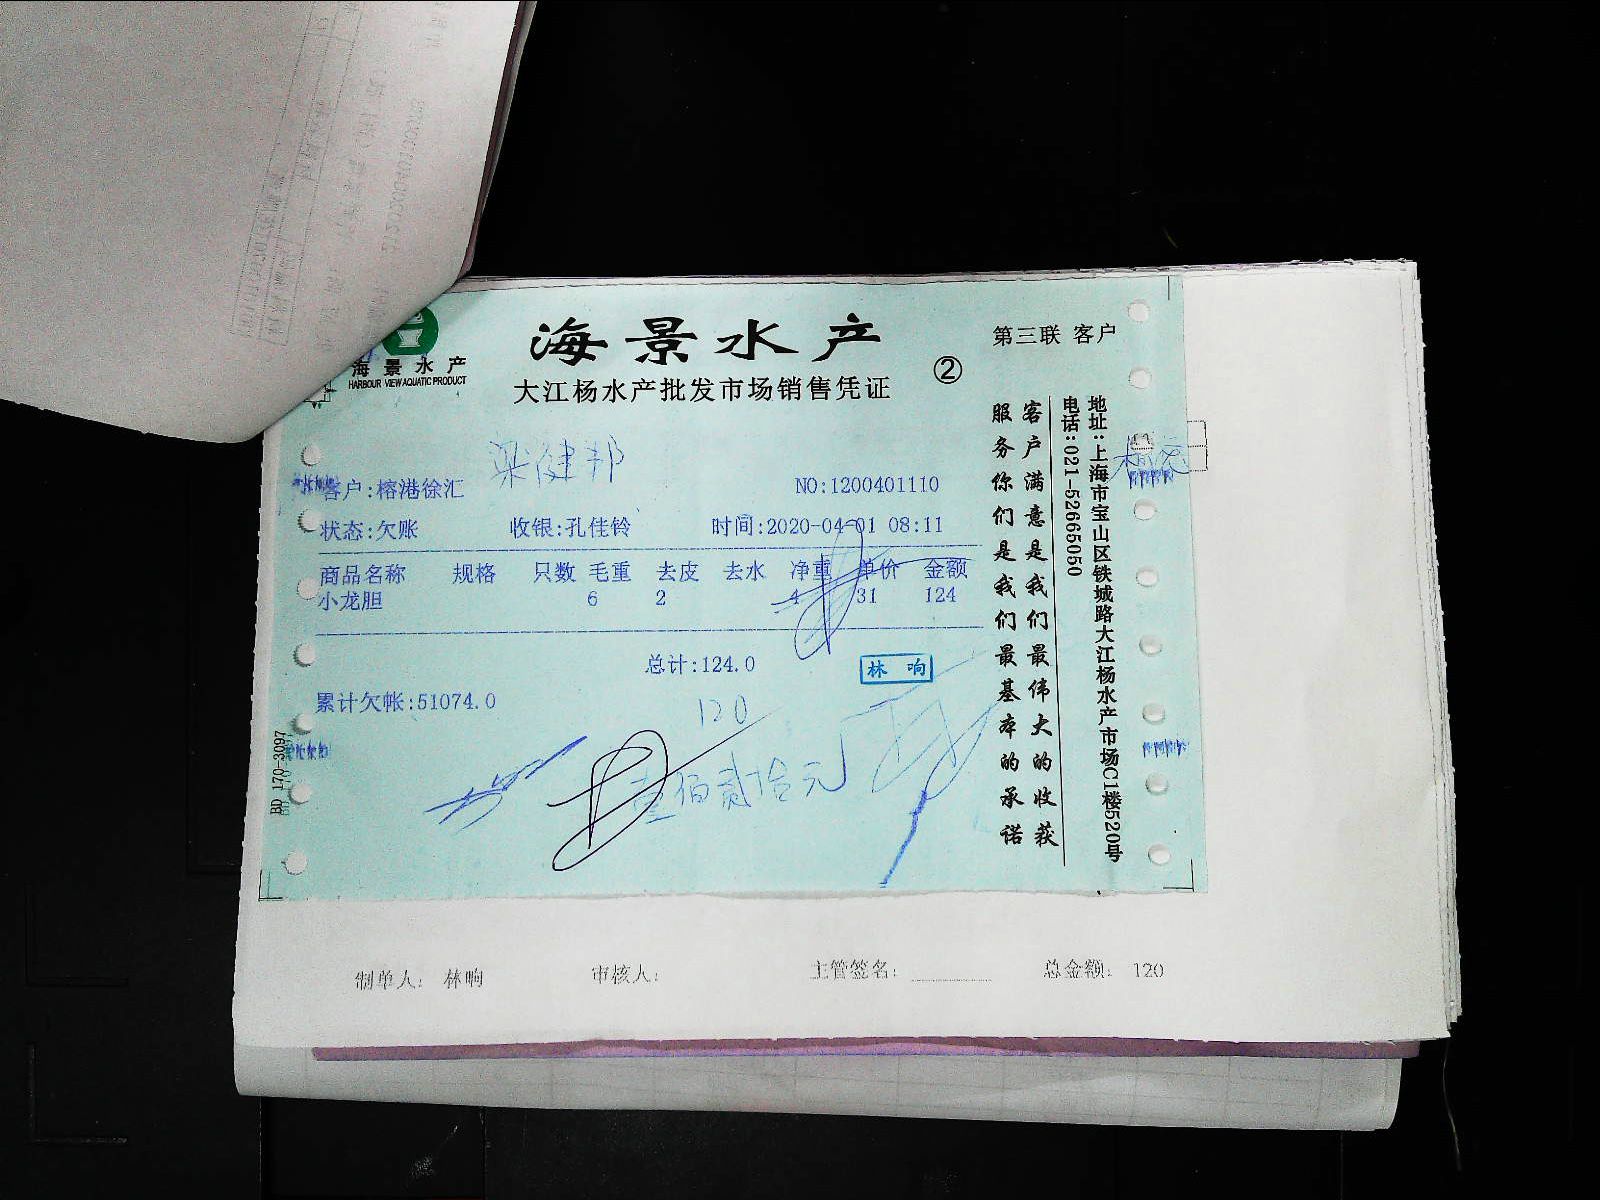 海景水产
HARBOUR VIEW AQUATIC PRODUCT
海景水产
大江杨水产批发市场销售凭证
②
第三联 客户
梁健邦
客户:榕港徐汇 NO:1200401110
状态:欠账 收银:孔佳铃 时间:2020-04-01 08:11
商品名称 规格 只数 毛重 去皮 去水 净重 单价 金额
小龙胆 6 2 4 31 124
总计:124.0
林 响
累计欠帐:51074.0
120
壹佰贰拾元
客户满意是我们最伟大的收获
服务你们是我们最基本的承诺
地址:上海市宝山区铁城路大江杨水产市场C1楼520号
电话:021-52665050
BD 170-3097
制单人: 林响 审核人: 主管签名: 总金额: 120